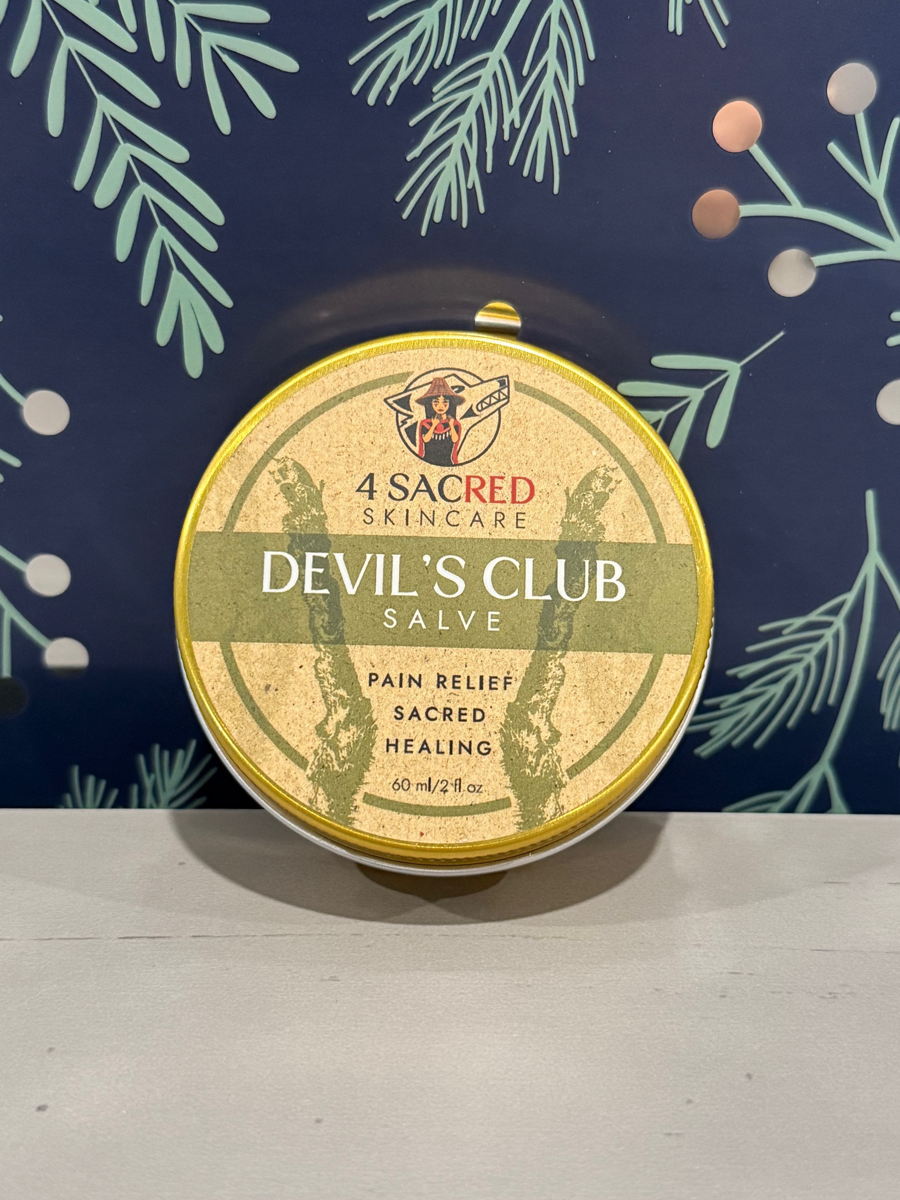 4 SACRED
SKINCARE
DEVIL'S CLUB
SALVE
PAIN RELIEF
SACRED
HEALING
60 ml/2 fl oz